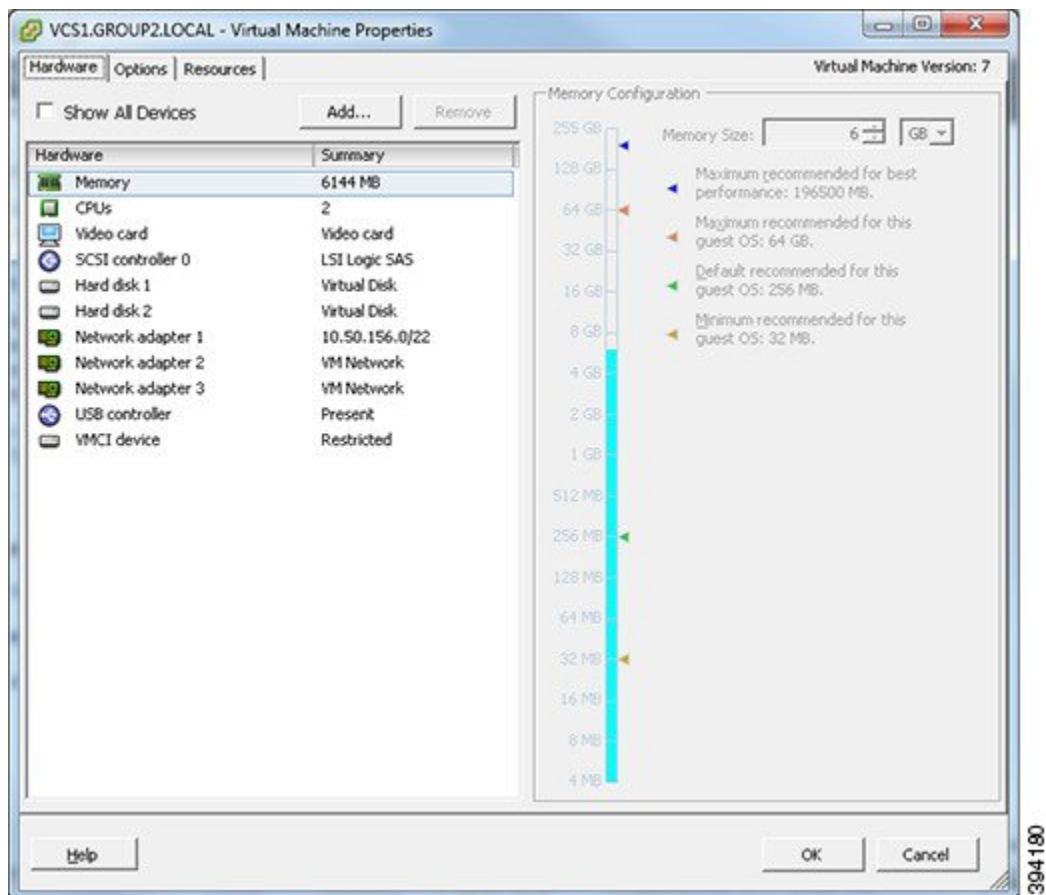 VCS1.GROUP2.LOCAL - Virtual Machine Properties
Hardware Options Resources Virtual Machine Version: 7
Show All Devices Add... Remove
Hardware Summary
Memory 6144 MB
CPUs 2
Video card Video card
SCSI controller 0 LSI Logic SAS
Hard disk 1 Virtual Disk
Hard disk 2 Virtual Disk
Network adapter 1 10.50.156.0/22
Network adapter 2 VM Network
Network adapter 3 VM Network
USB controller Present
VMCI device Restricted
Memory Configuration
255 GB
128 GB
64 GB
32 GB
16 GB
8 GB
4 GB
2 GB
1 GB
512 MB
256 MB
128 MB
64 MB
32 MB
16 MB
8 MB
4 MB
Memory Size: 6 GB
Maximum recommended for best
performance: 196500 MB.
Maximum recommended for this
guest OS: 64 GB.
Default recommended for this
guest OS: 256 MB.
Minimum recommended for this
guest OS: 32 MB.
Help OK Cancel
394180